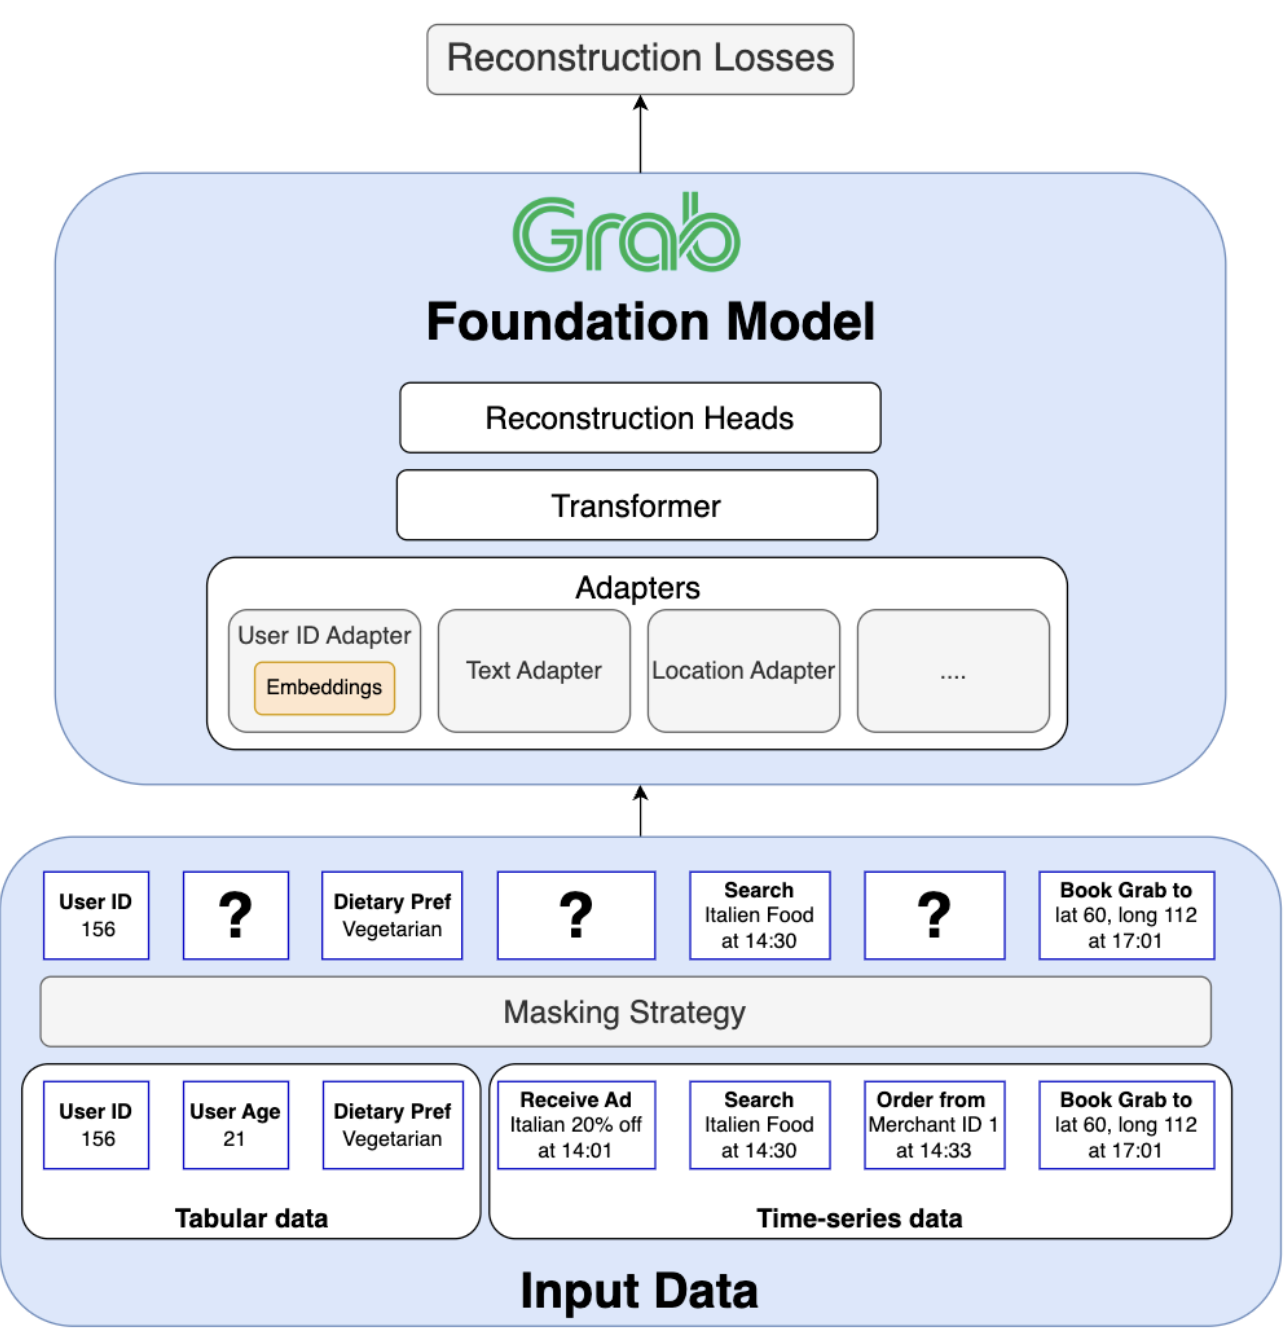 Reconstruction Losses
Grab
Foundation Model
Reconstruction Heads
Transformer
Adapters
User ID Adapter
Embeddings
Text Adapter
Location Adapter
....
User ID
156
?
Dietary Pref
Vegetarian
?
Search
Italien Food
at 14:30
?
Book Grab to
lat 60, long 112
at 17:01
Masking Strategy
User ID
156
User Age
21
Dietary Pref
Vegetarian
Tabular data
Receive Ad
Italian 20% off
at 14:01
Search
Italien Food
at 14:30
Order from
Merchant ID 1
at 14:33
Book Grab to
lat 60, long 112
at 17:01
Time-series data
Input Data